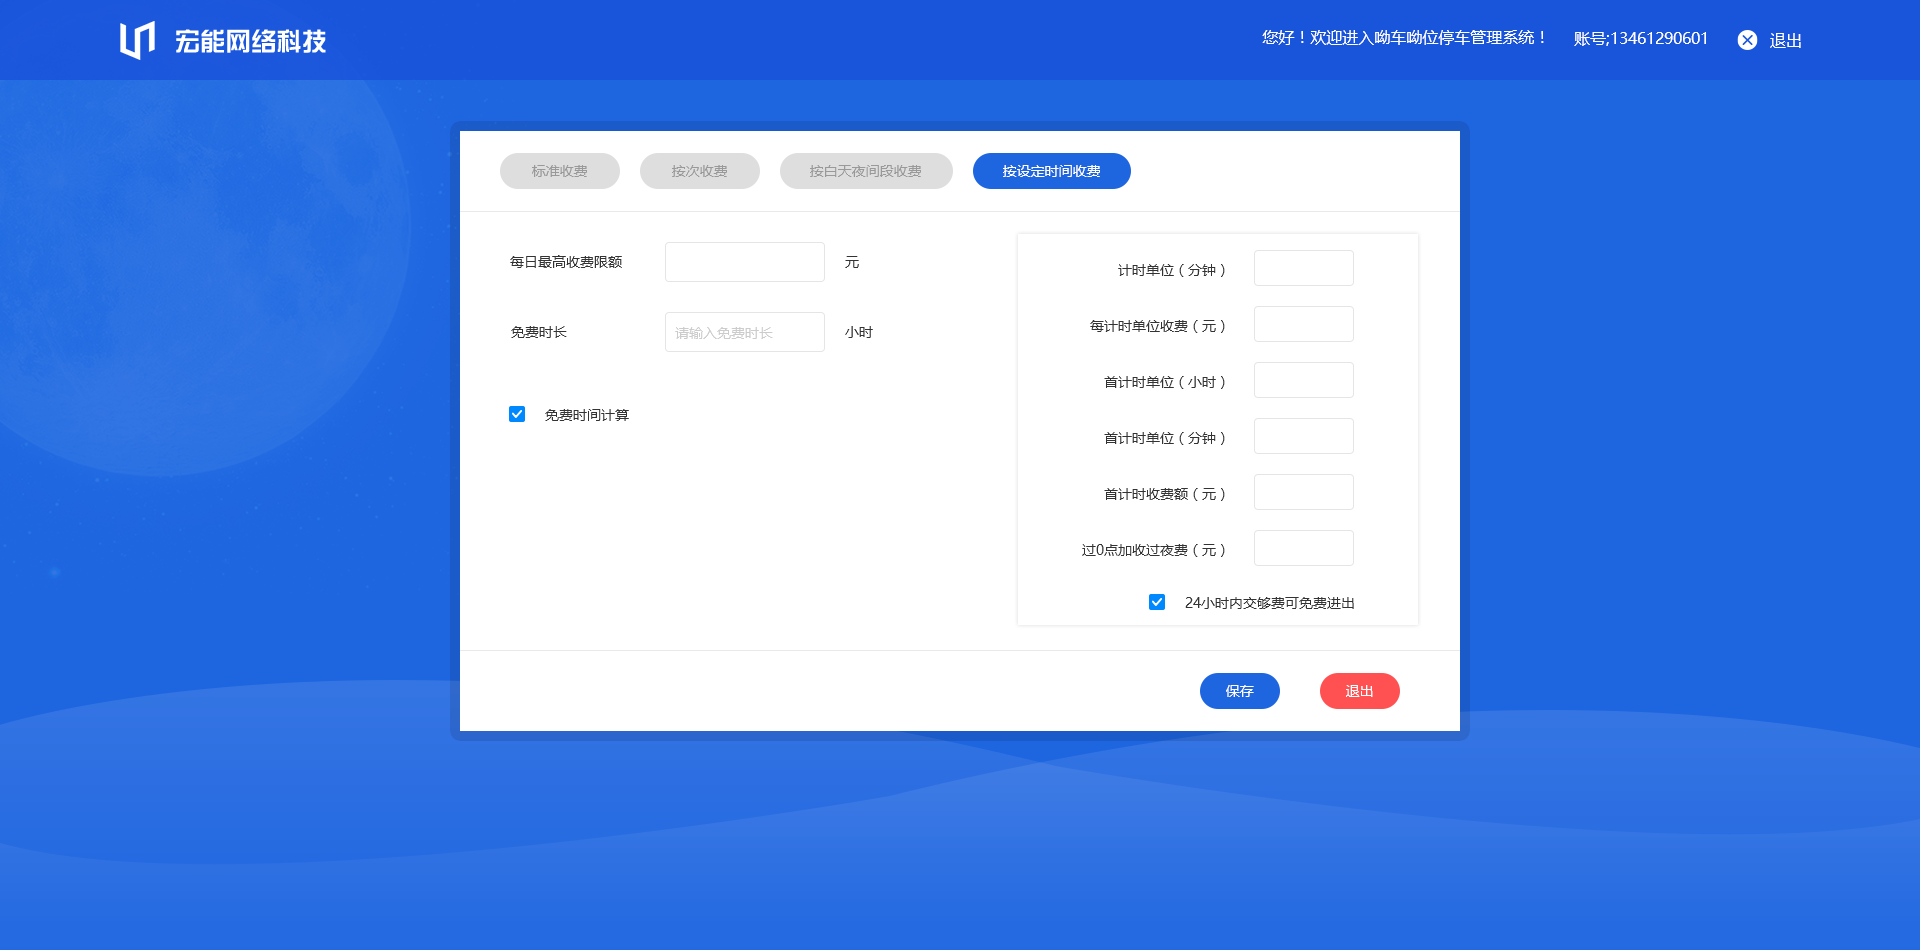 宏能网络科技
您好！欢迎进入呦车呦位停车管理系统！ 账号;13461290601 退出
标准收费 按次收费 按白天夜间段收费 按设定时间收费
每日最高收费限额 元
免费时长 请输入免费时长 小时
免费时间计算
计时单位（分钟）
每计时单位收费（元）
首计时单位（小时）
首计时单位（分钟）
首计时收费额（元）
过0点加收过夜费（元）
24小时内交够费可免费进出
保存 退出